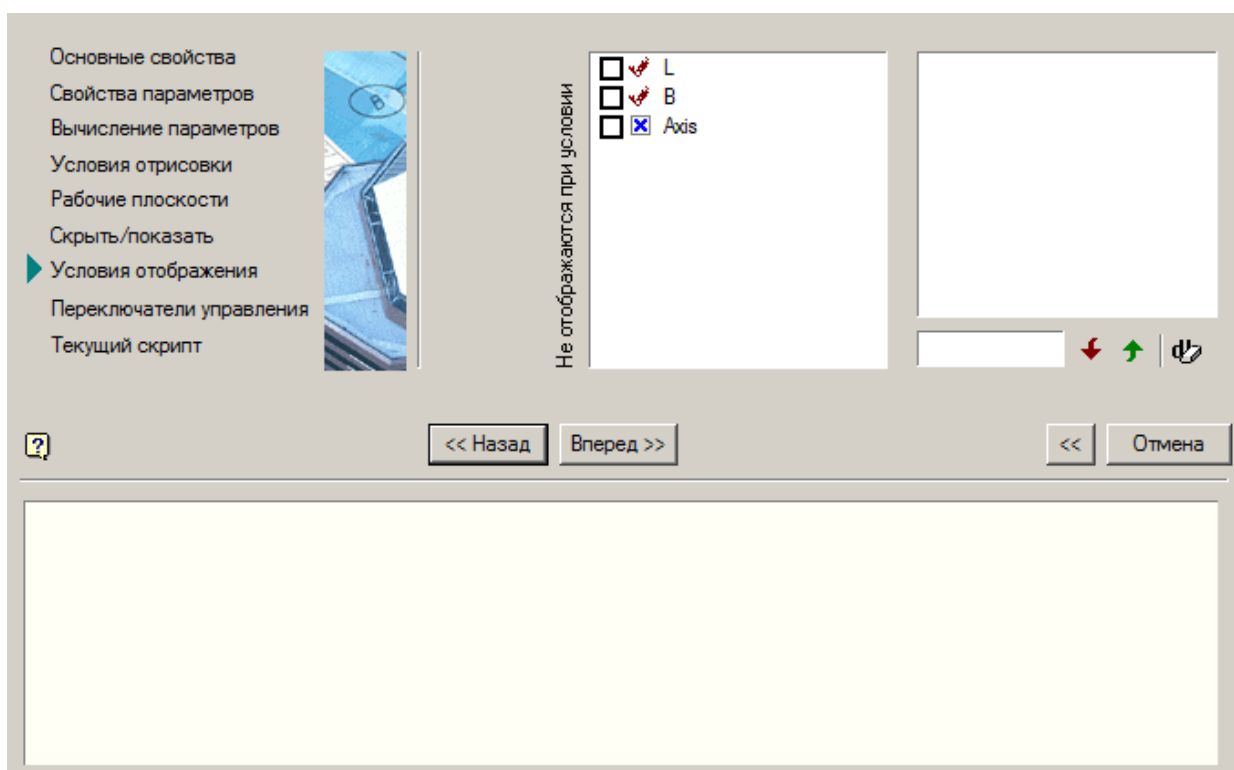 Основные свойства
Свойства параметров
Вычисление параметров
Условия отрисовки
Рабочие плоскости
Скрыть/показать
Условия отображения
Переключатели управления
Текущий скрипт
Не отображаются при условии
L
B
Axis
<< Назад
Вперед >>
<<
Отмена